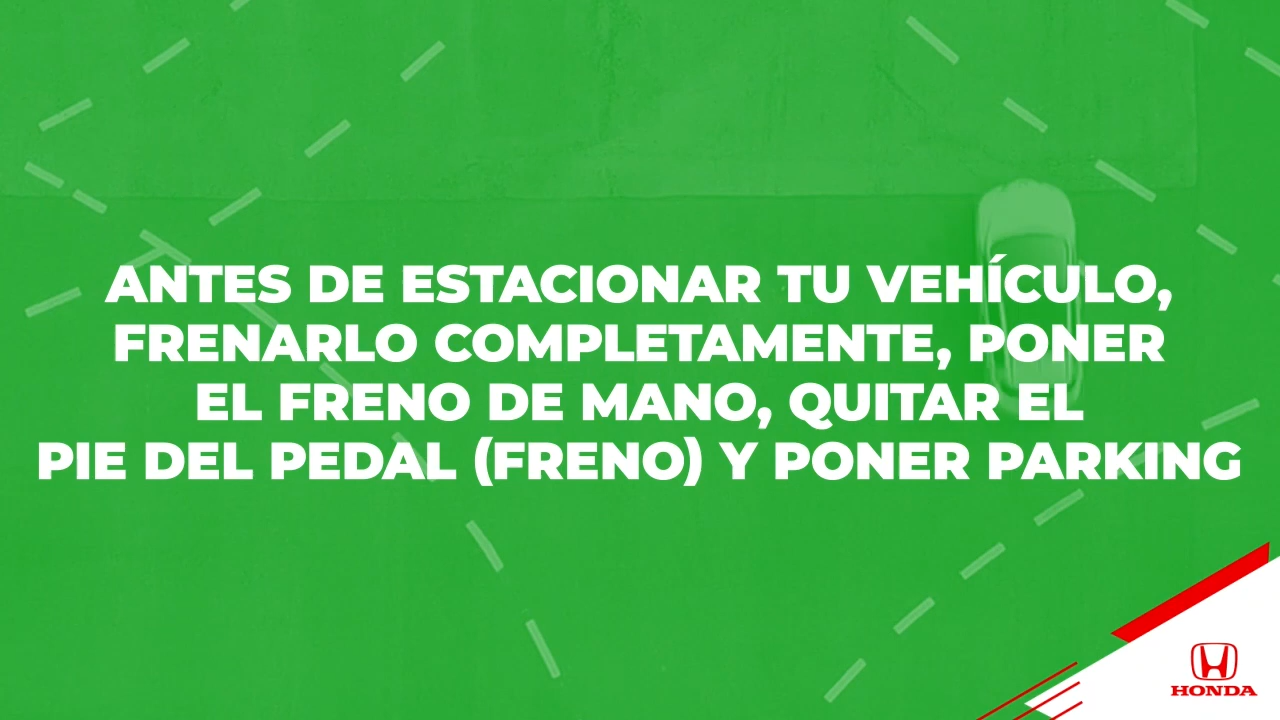 ANTES DE ESTACIONAR TU VEHÍCULO,
FRENARLO COMPLETAMENTE, PONER
EL FRENO DE MANO, QUITAR EL
PIE DEL PEDAL (FRENO) Y PONER PARKING
HONDA